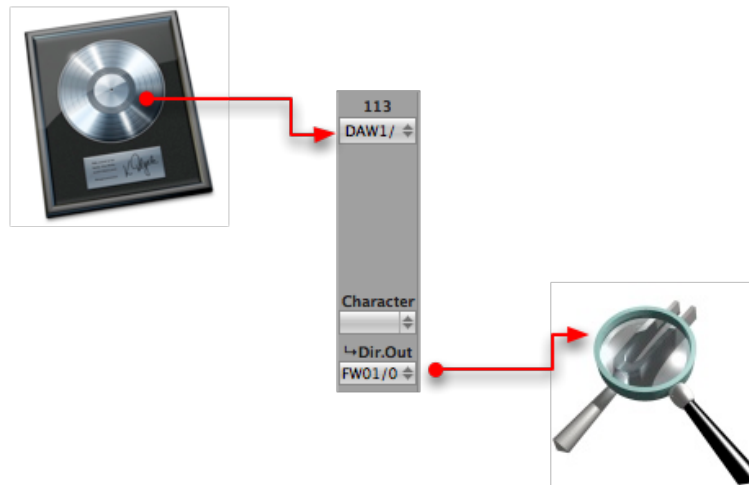 113
DAW1/
Character
↳Dir.Out
FW01/0